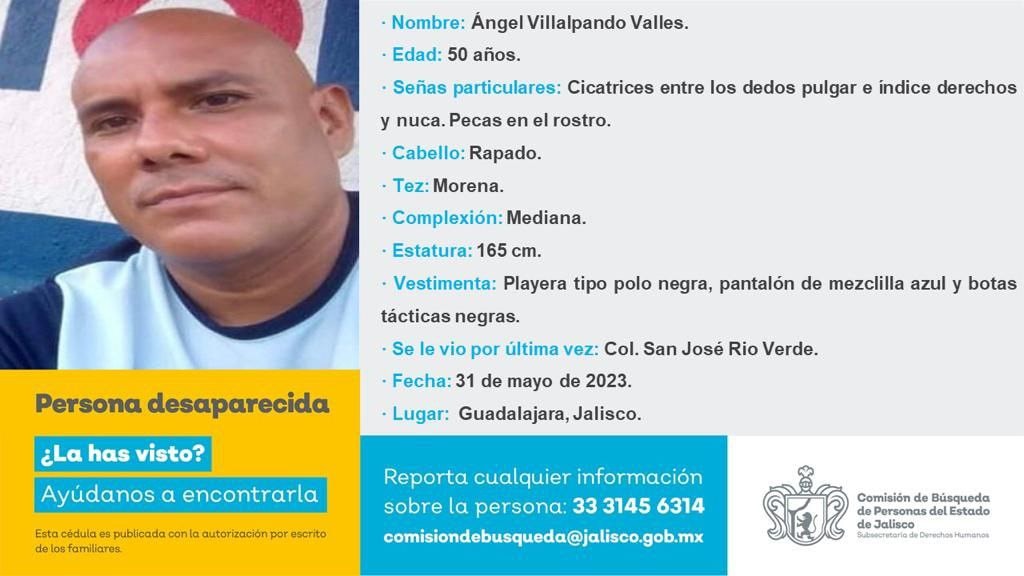 · Nombre: Ángel Villalpando Valles.
· Edad: 50 años.
· Señas particulares: Cicatrices entre los dedos pulgar e índice derechos
y nuca. Pecas en el rostro.
· Cabello: Rapado.
· Tez: Morena.
· Complexión: Mediana.
· Estatura: 165 cm.
· Vestimenta: Playera tipo polo negra, pantalón de mezclilla azul y botas
tácticas negras.
· Se le vio por última vez: Col. San José Rio Verde.
· Fecha: 31 de mayo de 2023.
· Lugar: Guadalajara, Jalisco.
Persona desaparecida
¿La has visto?
Ayúdanos a encontrarla
Esta cédula es publicada con la autorización por escrito
de los familiares.
Reporta cualquier información
sobre la persona: 33 3145 6314
comisiondebusqueda@jalisco.gob.mx
Comisión de Búsqueda
de Personas del Estado
de Jalisco
Subsecretaría de Derechos Humanos